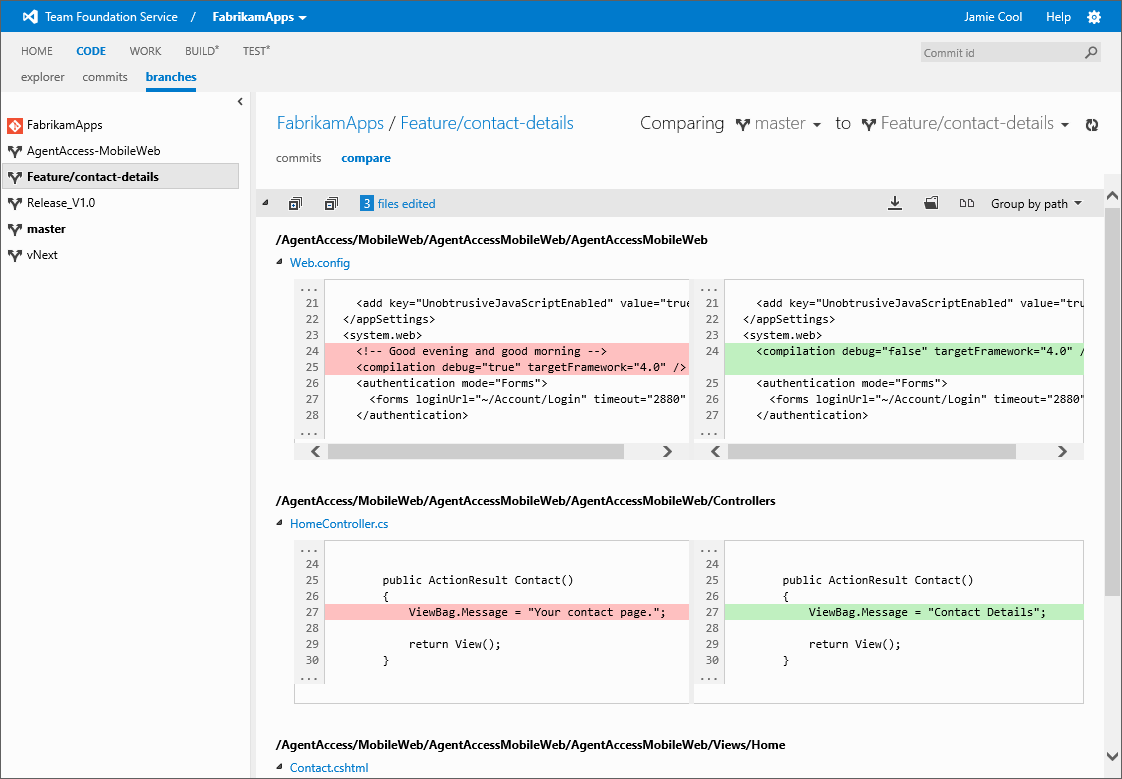 Team Foundation Service / FabrikamApps Jamie Cool Help
HOME CODE WORK BUILD* TEST* Commit id
explorer commits branches
FabrikamApps
AgentAccess-MobileWeb
Feature/contact-details
Release_V1.0
master
vNext
FabrikamApps / Feature/contact-details Comparing master to Feature/contact-details
commits compare
3 files edited Group by path
/AgentAccess/MobileWeb/AgentAccessMobileWeb/AgentAccessMobileWeb
Web.config
... ...
21 <add key="UnobtrusiveJavaScriptEnabled" value="true 21 <add key="UnobtrusiveJavaScriptEnabled" value="tru
22 </appSettings> 22 </appSettings>
23 <system.web> 23 <system.web>
24 <!-- Good evening and good morning --> 24 <compilation debug="false" targetFramework="4.0" /
25 <compilation debug="true" targetFramework="4.0" />
26 <authentication mode="Forms"> 25 <authentication mode="Forms">
27 <forms loginUrl="~/Account/Login" timeout="2880" 26 <forms loginUrl="~/Account/Login" timeout="2880"
28 </authentication> 27 </authentication>
... ...
/AgentAccess/MobileWeb/AgentAccessMobileWeb/AgentAccessMobileWeb/Controllers
HomeController.cs
... ...
24 24
25 public ActionResult Contact() 25 public ActionResult Contact()
26 { 26 {
27 ViewBag.Message = "Your contact page."; 27 ViewBag.Message = "Contact Details";
28 28
29 return View(); 29 return View();
30 } 30 }
... ...
/AgentAccess/MobileWeb/AgentAccessMobileWeb/AgentAccessMobileWeb/Views/Home
Contact.cshtml